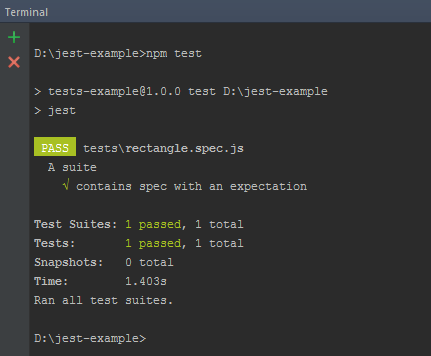 Terminal
D:\jest-example>npm test
> tests-example@1.0.0 test D:\jest-example
> jest
PASS tests\rectangle.spec.js
A suite
√ contains spec with an expectation
Test Suites: 1 passed, 1 total
Tests: 1 passed, 1 total
Snapshots: 0 total
Time: 1.403s
Ran all test suites.
D:\jest-example>